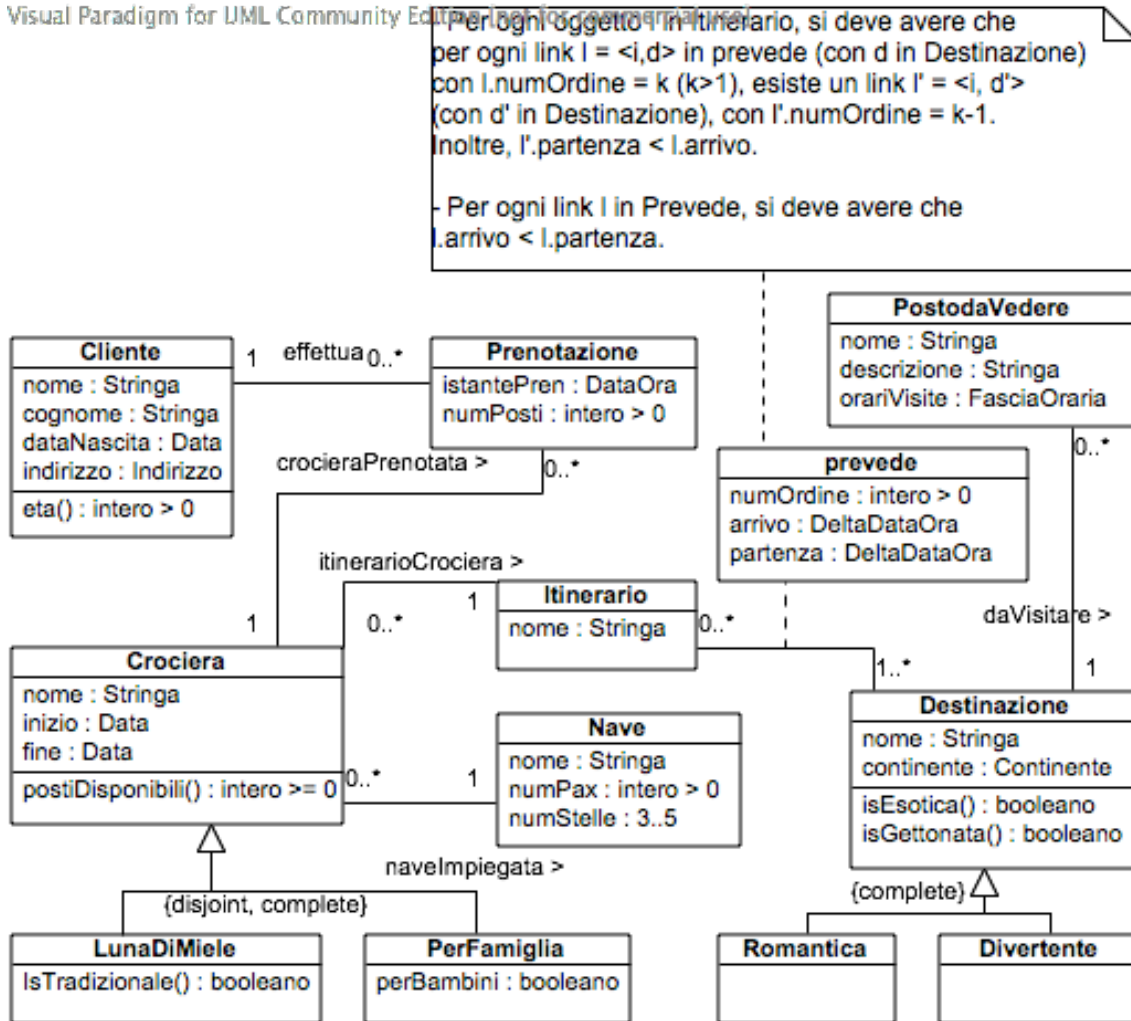 Visual Paradigm for UML Community Edition [not for commercial use]
- Per ogni oggetto i in Itinerario, si deve avere che
per ogni link l = <i,d> in prevede (con d in Destinazione)
con l.numOrdine = k (k>1), esiste un link l' = <i, d'>
(con d' in Destinazione), con l'.numOrdine = k-1.
Inoltre, l'.partenza < l.arrivo.
- Per ogni link l in Prevede, si deve avere che
l.arrivo < l.partenza.
PostodaVedere
nome : Stringa
descrizione : Stringa
orariVisite : FasciaOraria
Cliente
nome : Stringa
cognome : Stringa
dataNascita : Data
indirizzo : Indirizzo
eta() : intero > 0
1 effettua 0..*
Prenotazione
istantePren : DataOra
numPosti : intero > 0
crocieraPrenotata >
0..*
1
0..*
prevede
numOrdine : intero > 0
arrivo : DeltaDataOra
partenza : DeltaDataOra
itinerarioCrociera >
0..*
1
Itinerario
nome : Stringa
0..*
1..*
daVisitare >
1
Crociera
nome : Stringa
inizio : Data
fine : Data
postiDisponibili() : intero >= 0
0..*
1
Nave
nome : Stringa
numPax : intero > 0
numStelle : 3..5
naveImpiegata >
Destinazione
nome : Stringa
continente : Continente
isEsotica() : booleano
isGettonata() : booleano
{disjoint, complete}
{complete}
LunaDiMiele
IsTradizionale() : booleano
PerFamiglia
perBambini : booleano
Romantica
Divertente